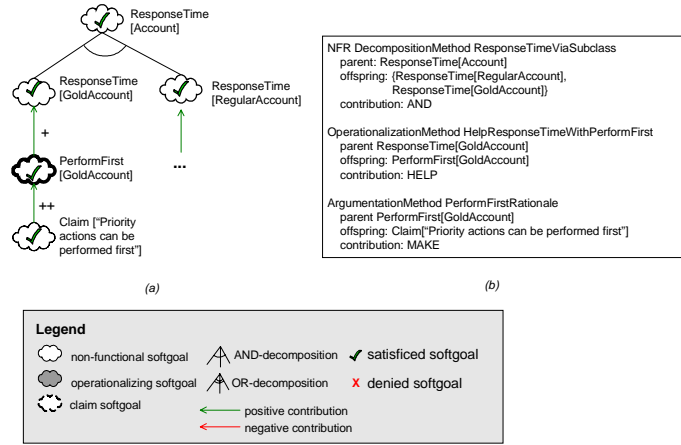 ResponseTime
[Account]
ResponseTime
[GoldAccount]
ResponseTime
[RegularAccount]
+
PerformFirst
[GoldAccount]
...
++
Claim ["Priority
actions can be
performed first"]
(a)
NFR DecompositionMethod ResponseTimeViaSubclass
parent: ResponseTime[Account]
offspring: {ResponseTime[RegularAccount],
ResponseTime[GoldAccount]}
contribution: AND
OperationalizationMethod HelpResponseTimeWithPerformFirst
parent ResponseTime[GoldAccount]
offspring: PerformFirst[GoldAccount]
contribution: HELP
ArgumentationMethod PerformFirstRationale
parent PerformFirst[GoldAccount]
offspring: Claim["Priority actions can be performed first"]
contribution: MAKE
(b)
Legend
non-functional softgoal
operationalizing softgoal
claim softgoal
AND-decomposition
OR-decomposition
positive contribution
negative contribution
satisficed softgoal
X denied softgoal